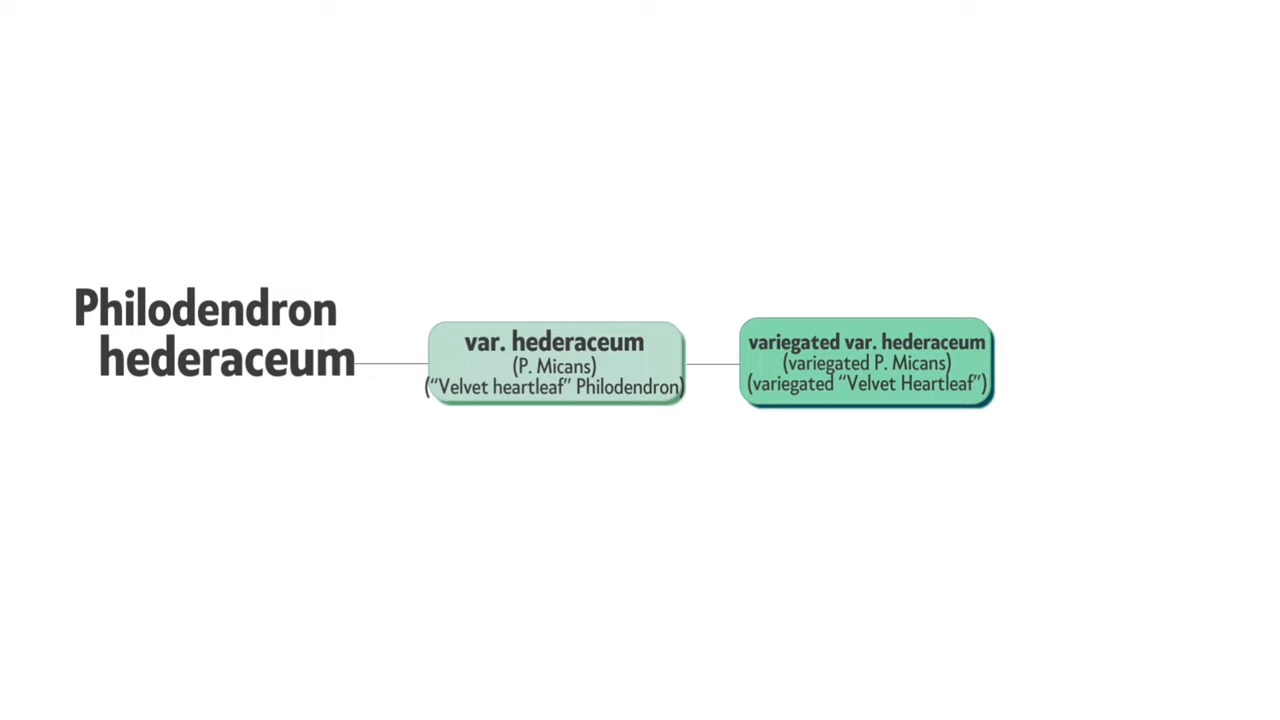 Philodendron
hederaceum
var. hederaceum
(P. Micans)
(“Velvet heartleaf” Philodendron)
variegated var. hederaceum
(variegated P. Micans)
(variegated “Velvet Heartleaf”)